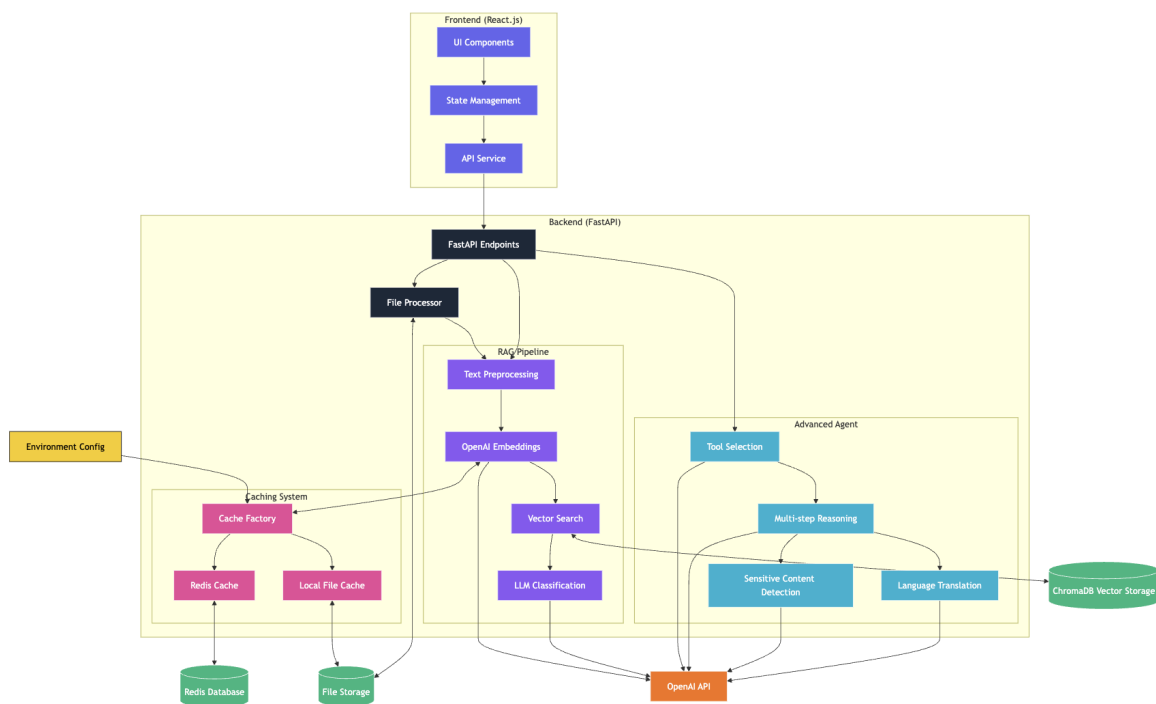 Frontend (React.js)
UI Components
State Management
API Service
Backend (FastAPI)
FastAPI Endpoints
File Processor
RAG Pipeline
Text Preprocessing
Advanced Agent
Environment Config
OpenAI Embeddings
Tool Selection
Caching System
Cache Factory
Vector Search
Multi-step Reasoning
Redis Cache
Local File Cache
LLM Classification
Sensitive Content
Detection
Language Translation
ChromaDB Vector Storage
Redis Database
File Storage
OpenAI API